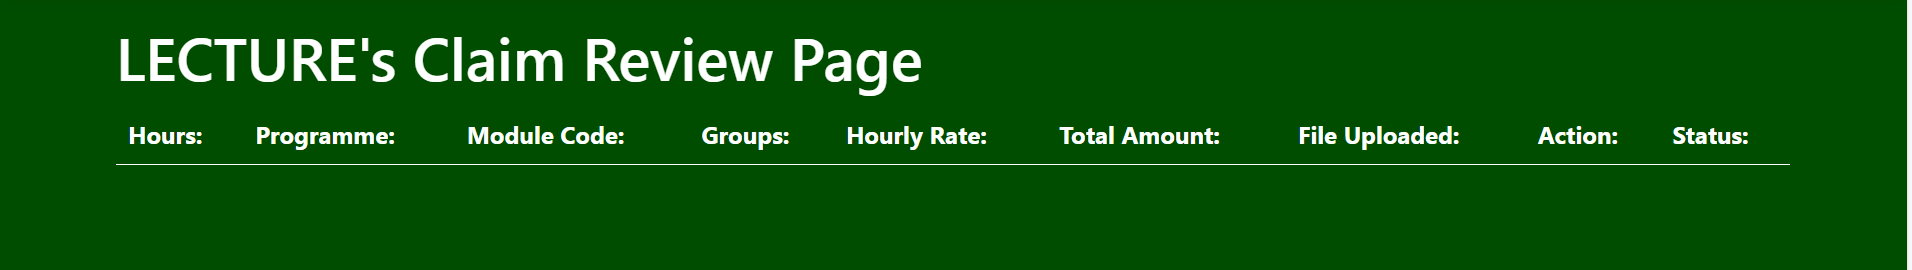 LECTURE's Claim Review Page
Hours: Programme: Module Code: Groups: Hourly Rate: Total Amount: File Uploaded: Action: Status: